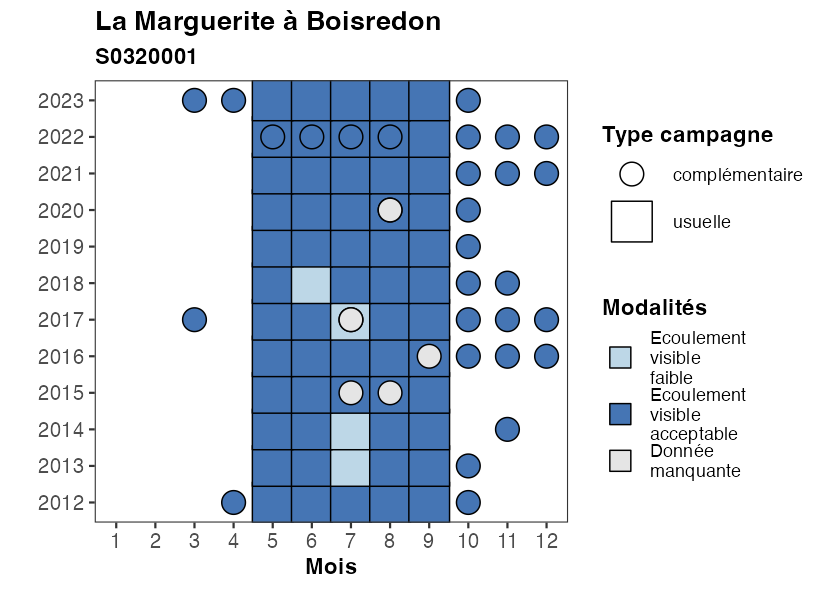 La Marguerite à Boisredon
S0320001
2023
2022
2021
2020
2019
2018
2017
2016
2015
2014
2013
2012
1 2 3 4 5 6 7 8 9 10 11 12
Mois
Type campagne
complémentaire
usuelle
Modalités
Ecoulement
visible
faible
Ecoulement
visible
acceptable
Donnée
manquante